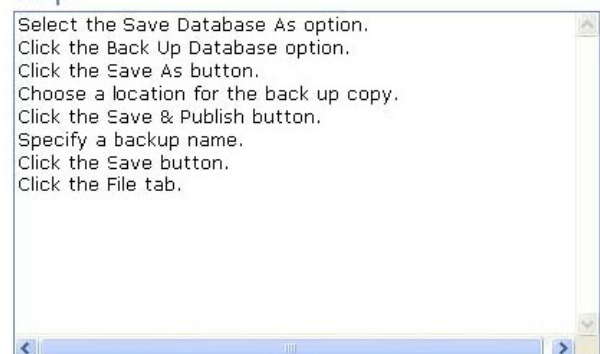 Select the Save Database As option.
Click the Back Up Database option.
Click the Save As button.
Choose a location for the back up copy.
Click the Save & Publish button.
Specify a backup name.
Click the Save button.
Click the File tab.